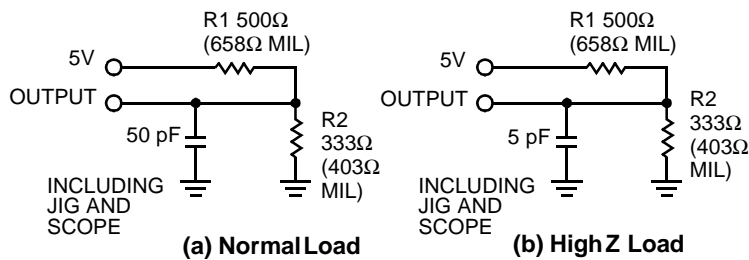 R1 500Ω
(658Ω MIL)
5V
OUTPUT
50 pF
R2
333Ω
(403Ω
MIL)
INCLUDING
JIG AND
SCOPE
(a) Normal Load
R1 500Ω
(658Ω MIL)
5V
OUTPUT
5 pF
R2
333Ω
(403Ω
MIL)
INCLUDING
JIG AND
SCOPE
(b) High Z Load